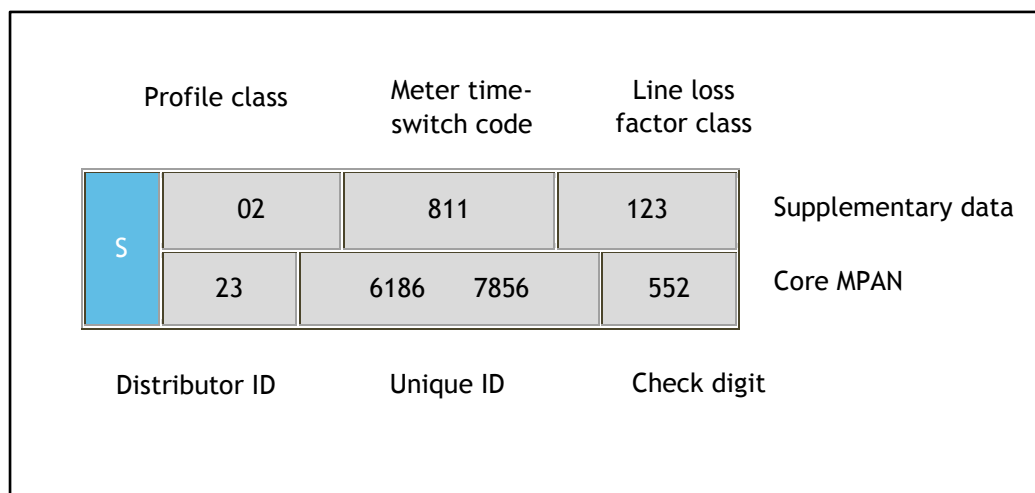 Profile class
Meter time-
switch code
Line loss
factor class
S
02
811
123
Supplementary data
23
6186 7856
552
Core MPAN
Distributor ID
Unique ID
Check digit